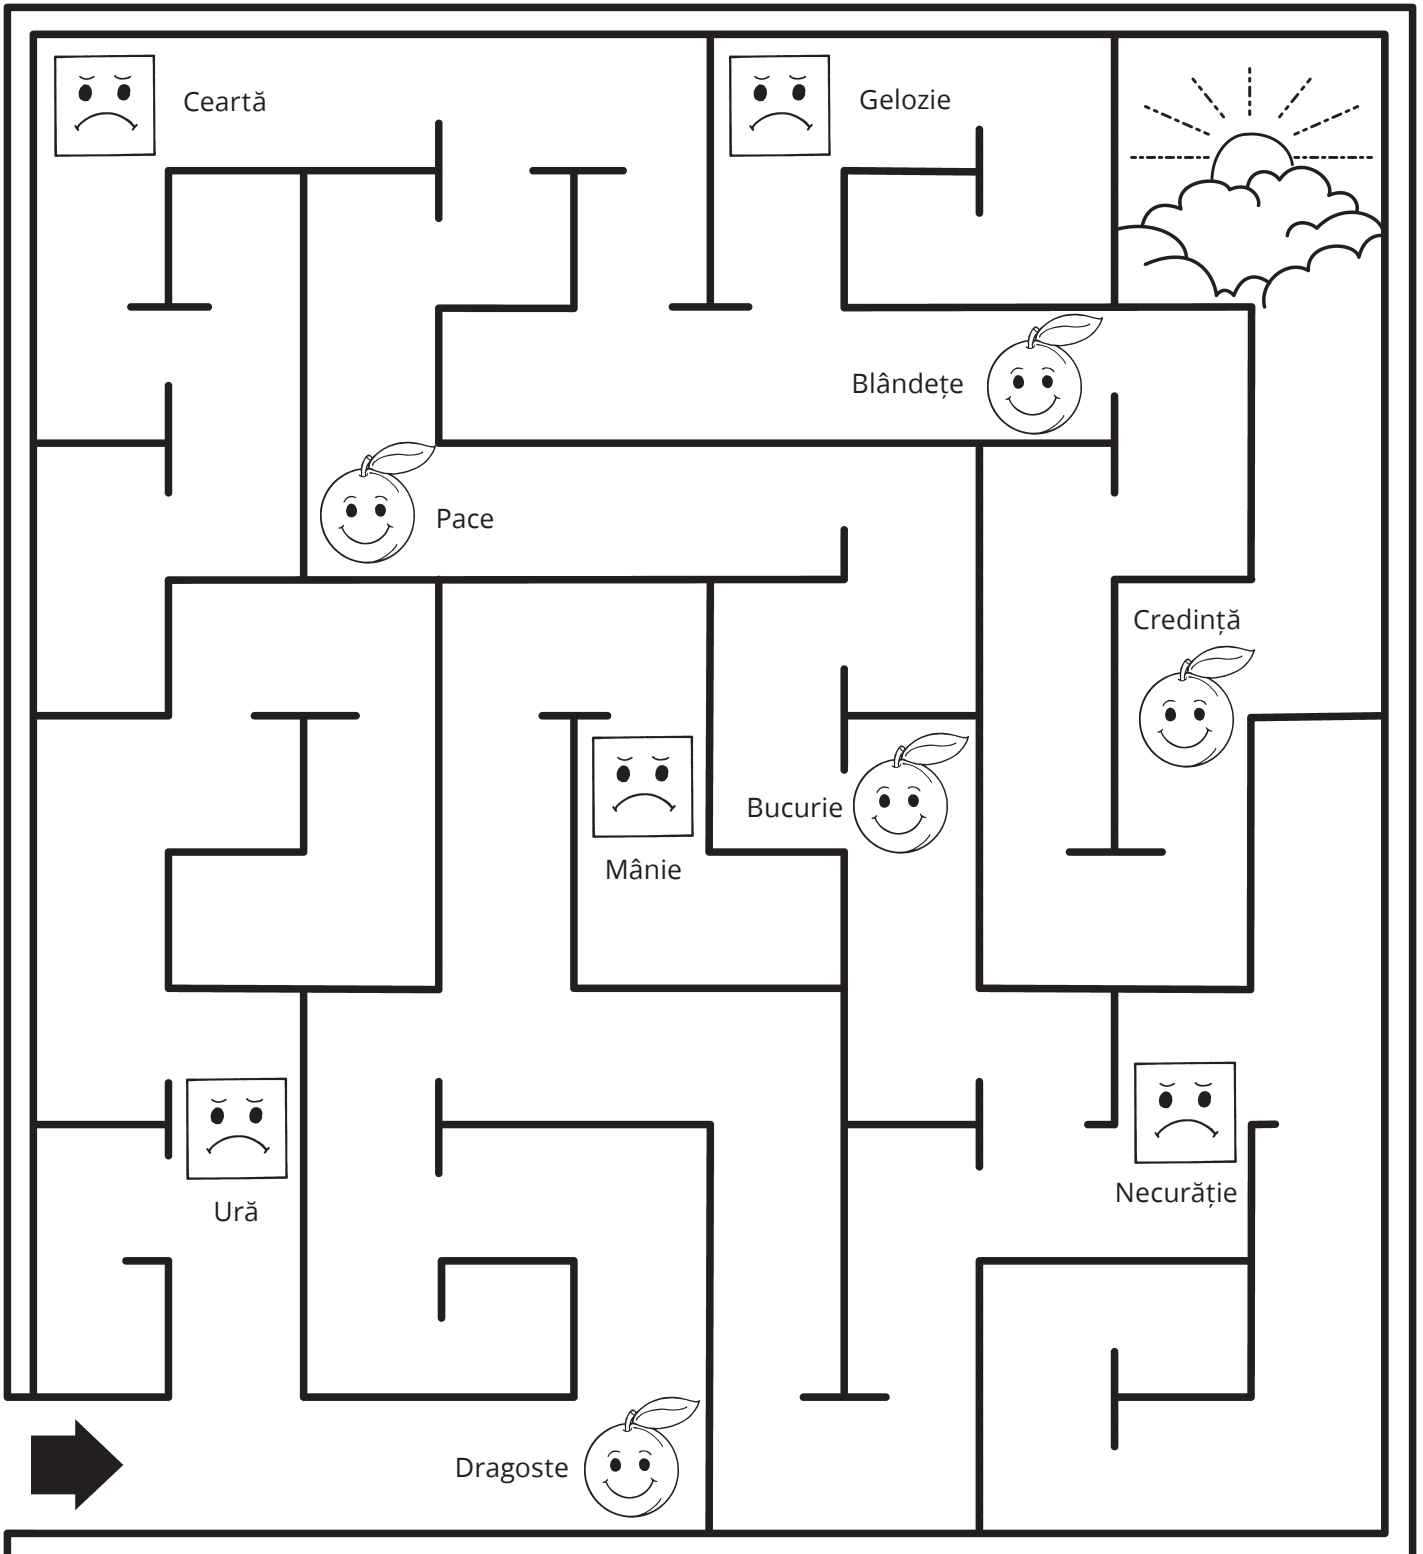 Ceartă
Gelozie
Blândețe
Pace
Credință
Bucurie
Mânie
Necurăție
Ură
Dragoste